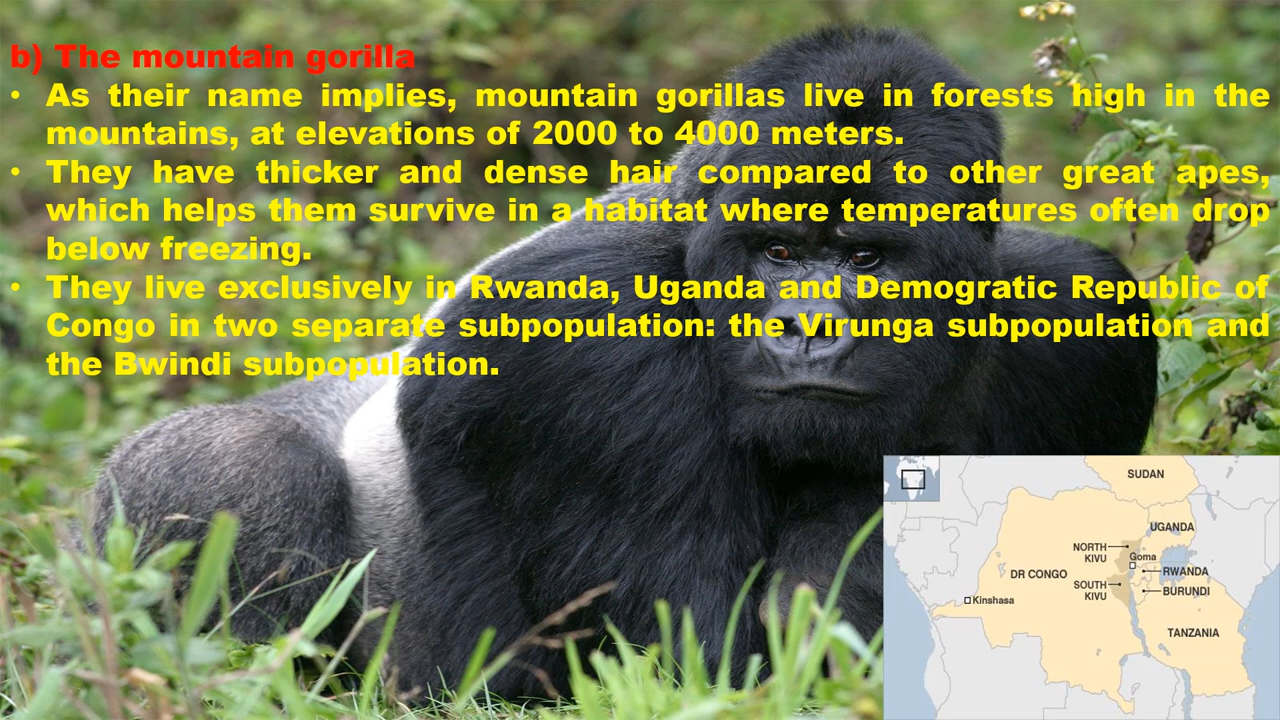 b) The mountain gorilla
• As their name implies, mountain gorillas live in forests high in the
mountains, at elevations of 2000 to 4000 meters.
• They have thicker and dense hair compared to other great apes,
which helps them survive in a habitat where temperatures often drop
below freezing.
• They live exclusively in Rwanda, Uganda and Demogratic Republic of
Congo in two separate subpopulation: the Virunga subpopulation and
the Bwindi subpopulation.
SUDAN
UGANDA
NORTH
KIVU
Goma
DR CONGO
RWANDA
SOUTH
KIVU
BURUNDI
Kinshasa
TANZANIA